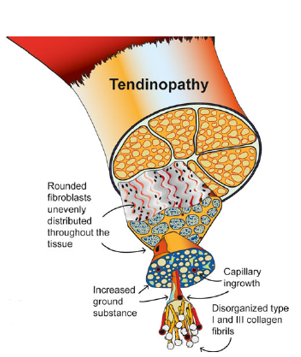 Tendinopathy
Rounded
fibroblasts
unevenly
distributed
throughout the
tissue
Capillary
ingrowth
Increased
ground
substance
Disorganized type
I and III collagen
fibrils